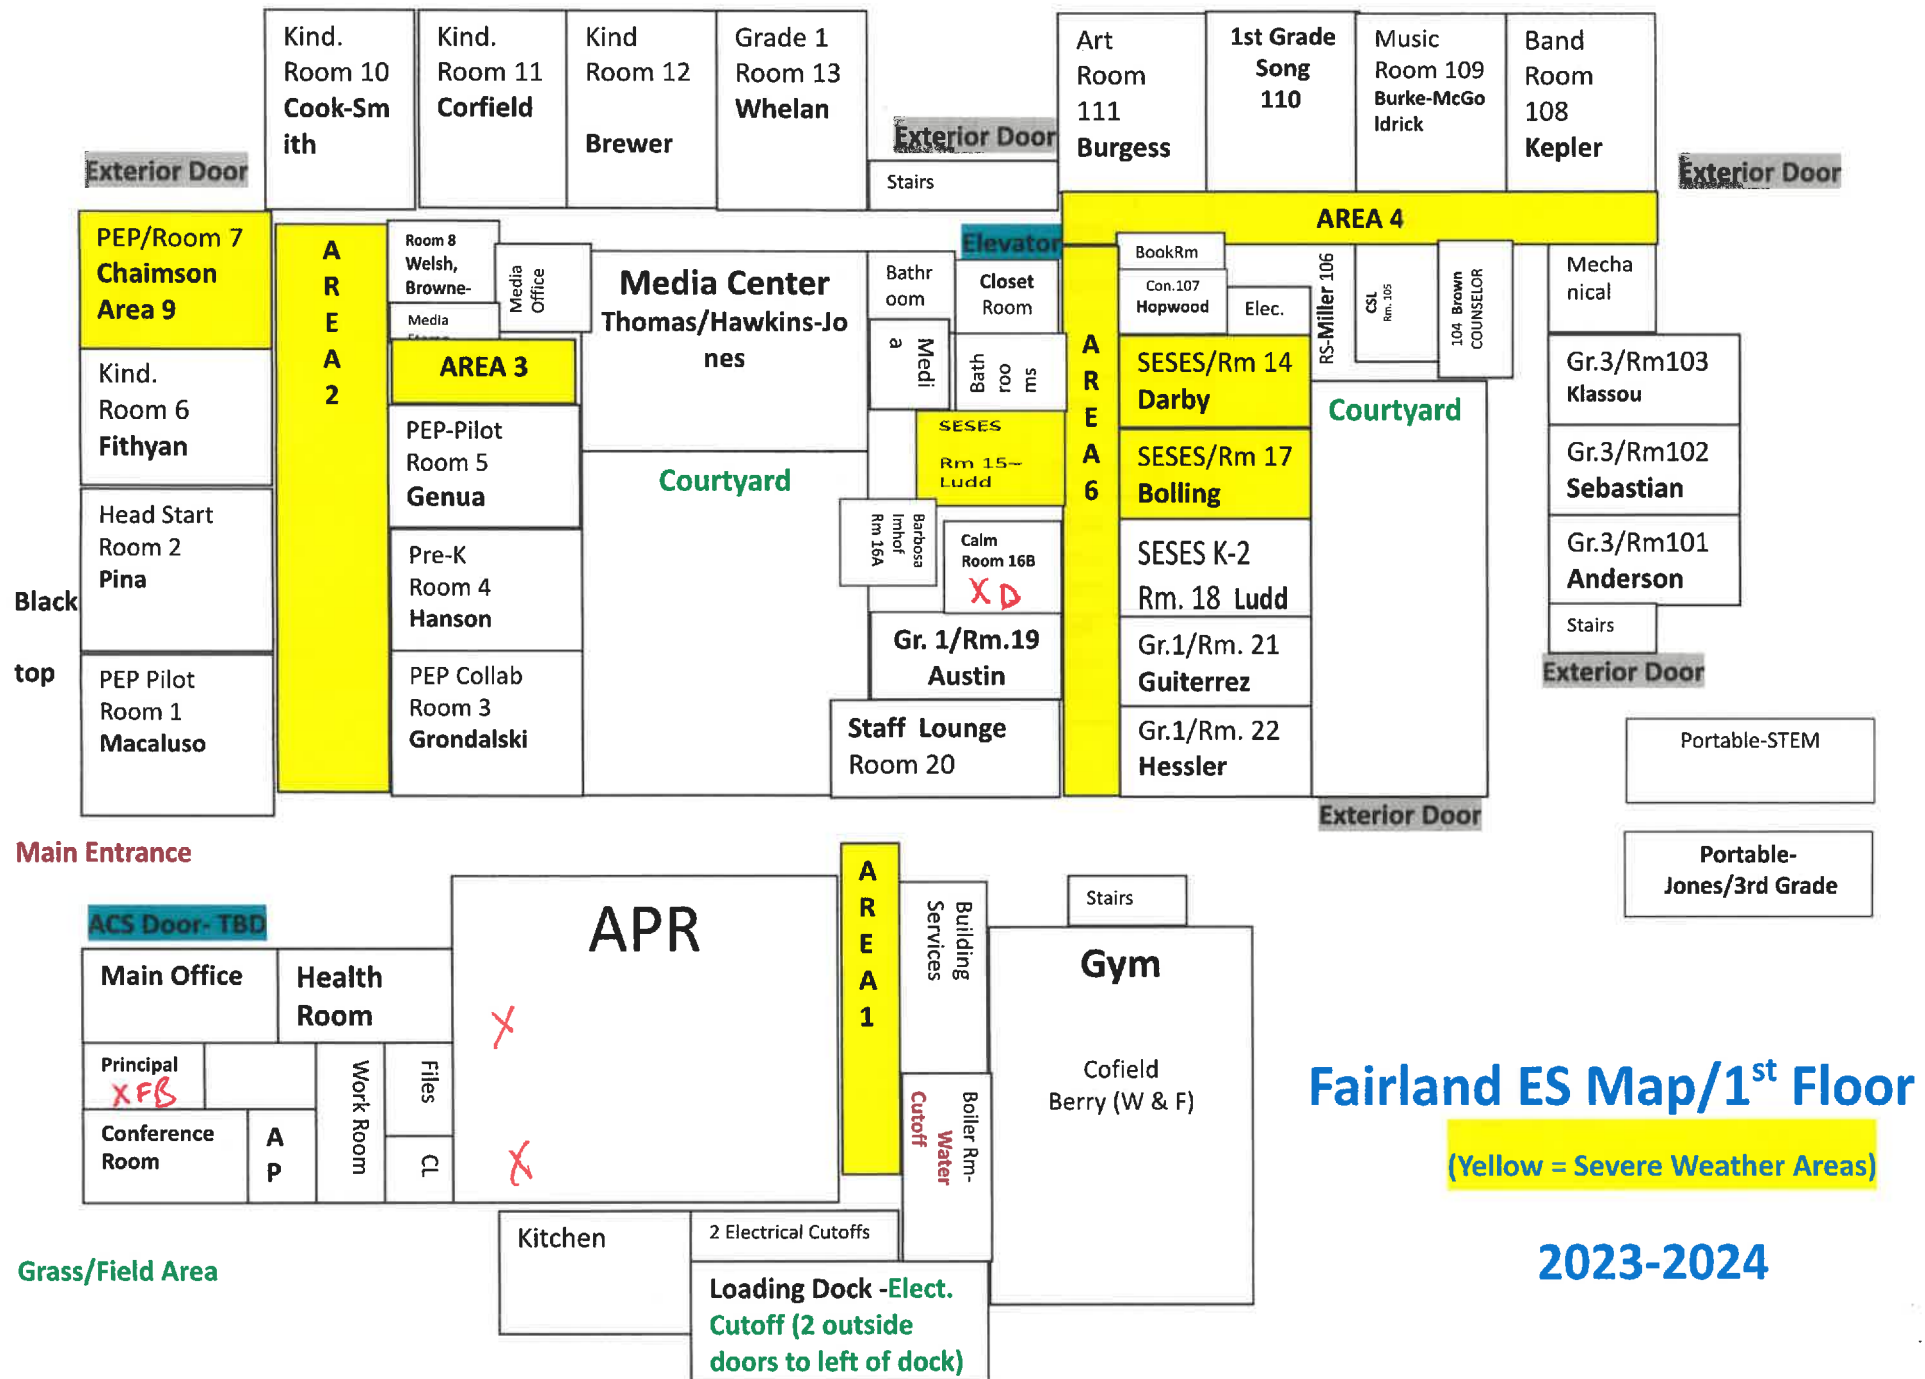 Kind.
Room 10
Cook-Sm
ith
Kind.
Room 11
Corfield
Kind
Room 12
Brewer
Grade 1
Room 13
Whelan
Exterior Door
Stairs
Art
Room
111
Burgess
1st Grade
Song
110
Music
Room 109
Burke-McGo
ldrick
Band
Room
108
Kepler
Exterior Door
Exterior Door
PEP/Room 7
Chaimson
Area 9
AREA 2
Room 8
Welsh,
Browne-
Media
Office
Media
AREA 3
Media Center
Thomas/Hawkins-Jo
nes
Bathr
oom
Elevator
Closet
Room
Medi
a
Bath
roo
ms
AREA 4
AREA 6
BookRm
Con.107
Hopwood
Elec.
RS-Miller 106
CSL
Rm. 105
104 Brown
COUNSELOR
Mecha
nical
Kind.
Room 6
Fithyan
PEP-Pilot
Room 5
Genua
Courtyard
SESES
Rm 15–
Ludd
SESES/Rm 14
Darby
SESES/Rm 17
Bolling
Courtyard
Gr.3/Rm103
Klassou
Gr.3/Rm102
Sebastian
Gr.3/Rm101
Anderson
Stairs
Exterior Door
Head Start
Room 2
Pina
Black
top
Pre-K
Room 4
Hanson
Barbosa
Imhof
Rm 16A
Calm
Room 16B
X D
SESES K-2
Rm. 18 Ludd
Gr. 1/Rm.19
Austin
Gr.1/Rm. 21
Guiterrez
PEP Pilot
Room 1
Macaluso
PEP Collab
Room 3
Grondalski
Staff Lounge
Room 20
Gr.1/Rm. 22
Hessler
Exterior Door
Portable-STEM
Portable-
Jones/3rd Grade
Main Entrance
ACS Door- TBD
Main Office
Health
Room
APR
X
X
AREA 1
Building
Services
Stairs
Gym
Cofield
Berry (W & F)
Principal
X FB
Work Room
Files
CL
Conference
Room
A
P
Boiler Rm-
Water
Cutoff
Kitchen
2 Electrical Cutoffs
Loading Dock -Elect.
Cutoff (2 outside
doors to left of dock)
Grass/Field Area
Fairland ES Map/1st Floor
(Yellow = Severe Weather Areas)
2023-2024